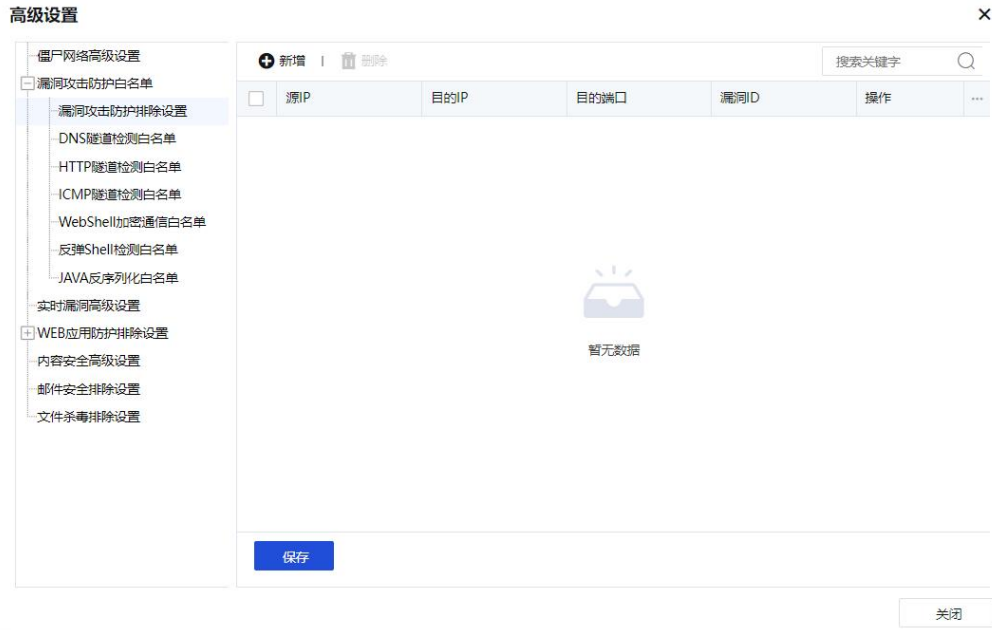 高级设置
僵尸网络高级设置
漏洞攻击防护白名单
漏洞攻击防护排除设置
DNS隧道检测白名单
HTTP隧道检测白名单
ICMP隧道检测白名单
WebShell加密通信白名单
反弹Shell检测白名单
JAVA反序列化白名单
实时漏洞高级设置
WEB应用防护排除设置
内容安全高级设置
邮件安全排除设置
文件杀毒排除设置
新增 | 删除 搜索关键字
源IP 目的IP 目的端口 漏洞ID 操作 ...
暂无数据
保存
关闭